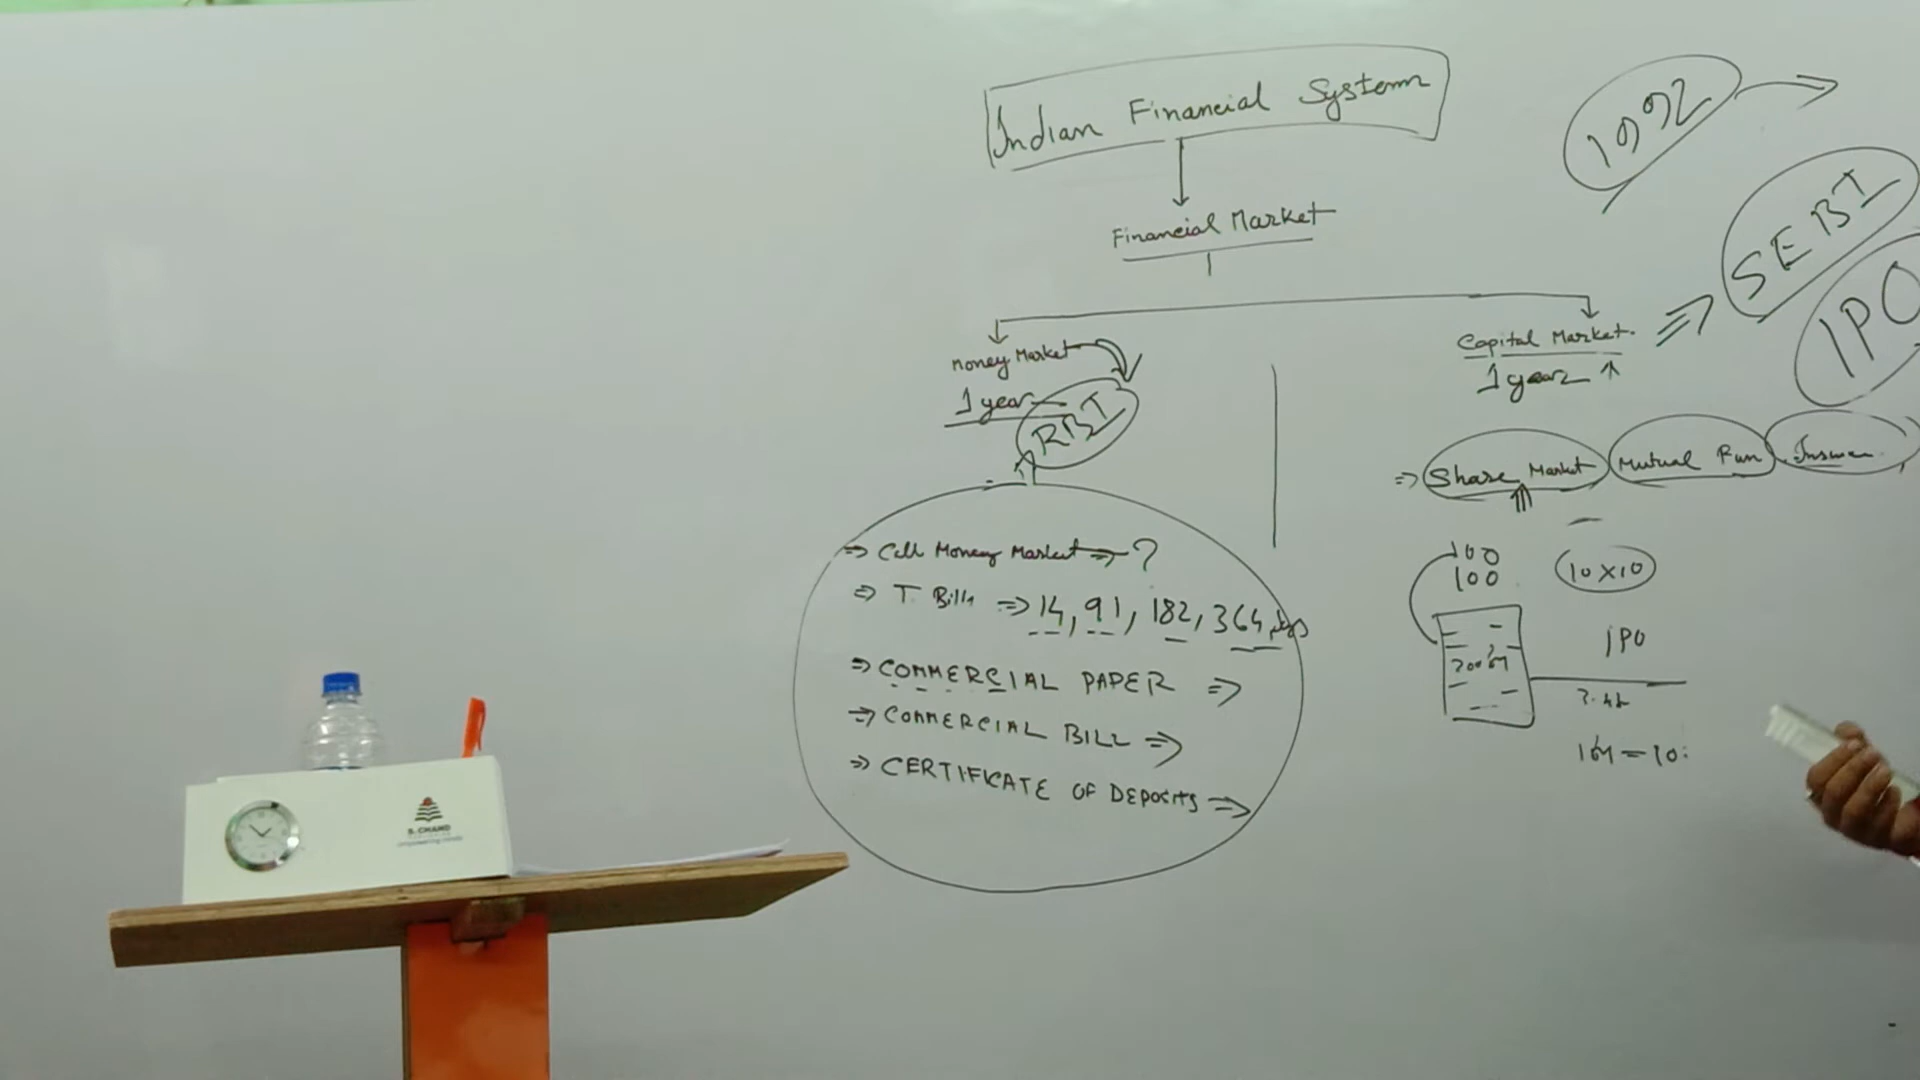 Indian Financial System
1992
Financial Market
SEBI
IPO
Money Market
1 year
RBI
Capital Market.
1 year ↑
⇒ Share Market Mutual Fun
⇒ Call Money Market ⇒ ?
⇒ T. Bills ⇒ 14, 91, 182, 364 days
⇒ COMMERCIAL PAPER ⇒
⇒ COMMERCIAL BILL ⇒
⇒ CERTIFICATE OF DEPOSITS ⇒
100
100
10X10
IPO
S. CHAND